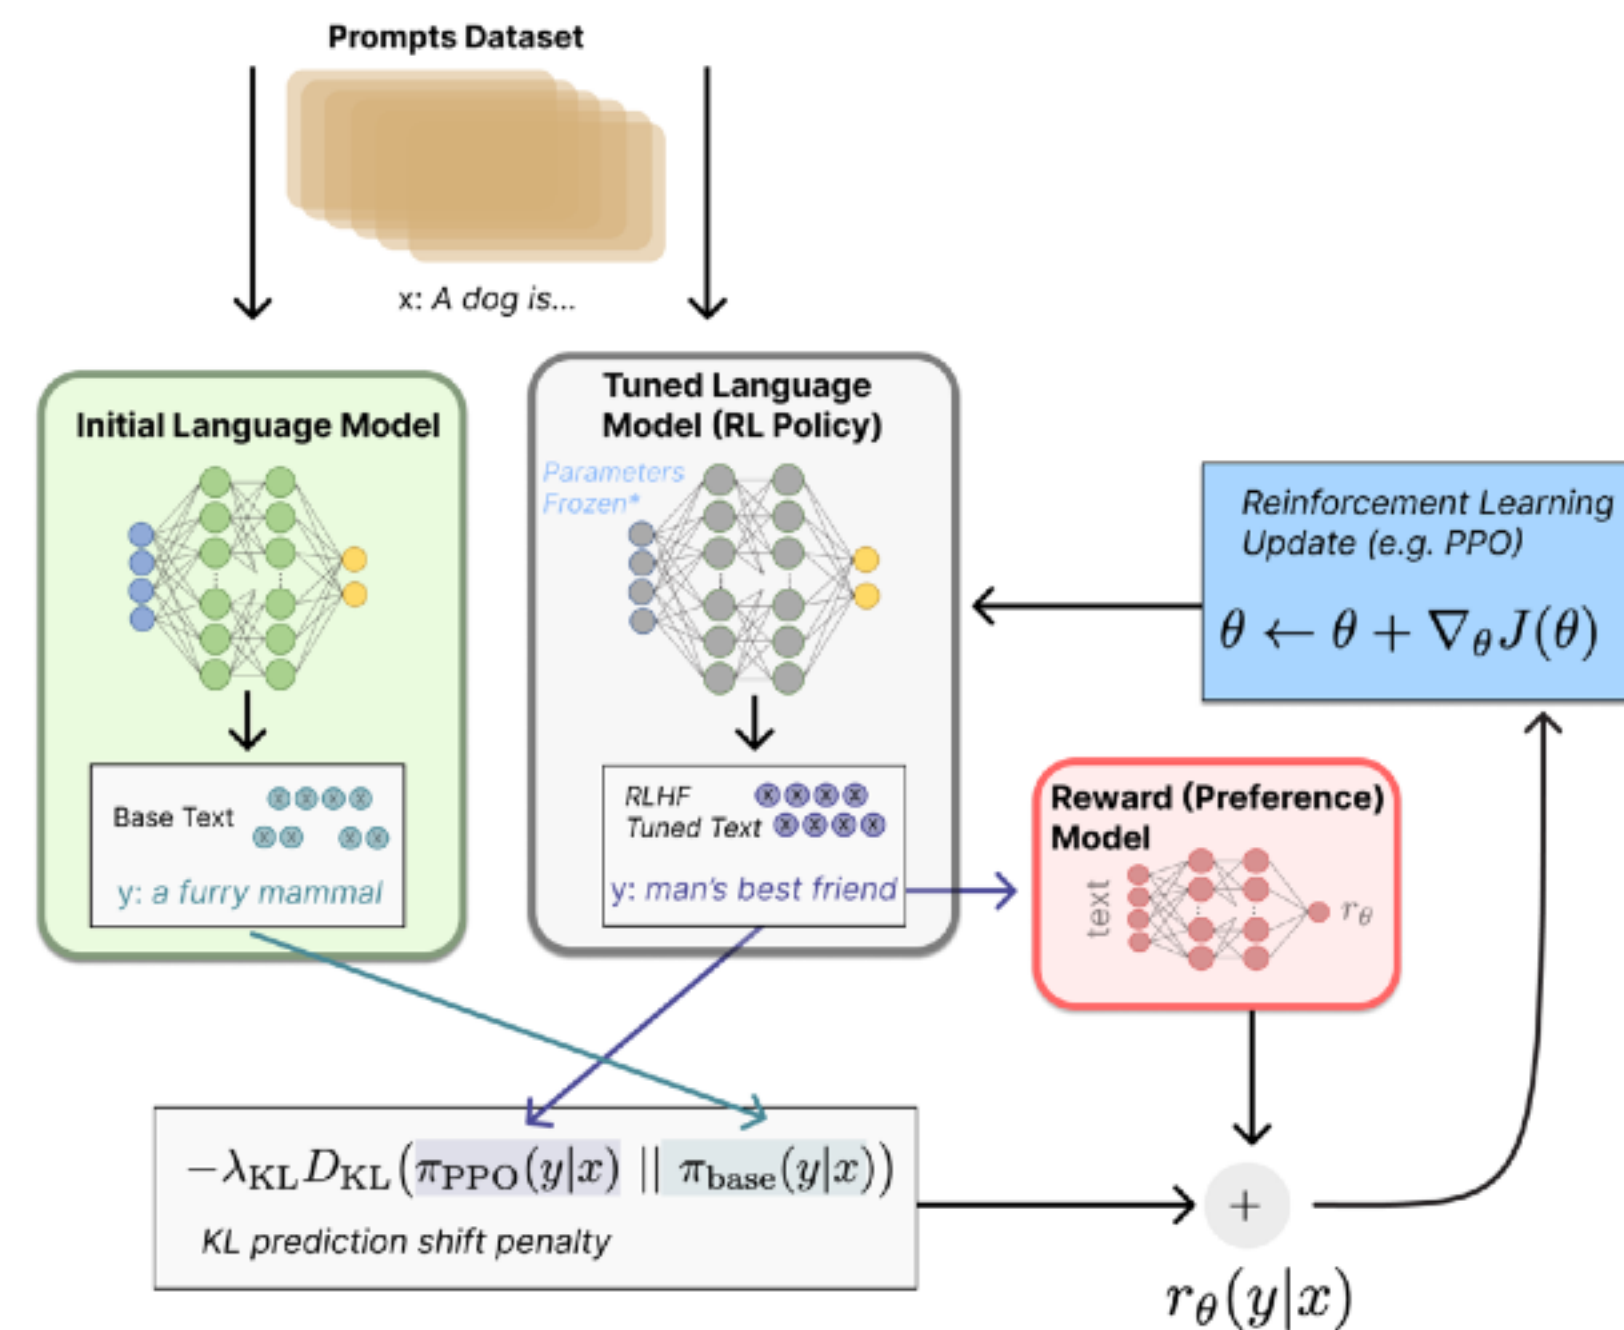 Prompts Dataset
x: A dog is...
Initial Language Model
Tuned Language
Model (RL Policy)
Parameters
Frozen*
Base Text
x x x x
x x x x
y: a furry mammal
RLHF
Tuned Text
x x x x
x x x x
y: man's best friend
Reinforcement Learning
Update (e.g. PPO)
θ ← θ + ∇θJ(θ)
Reward (Preference)
Model
text
rθ
−λKL DKL(πPPO(y|x) || πbase(y|x))
KL prediction shift penalty
+
rθ(y|x)